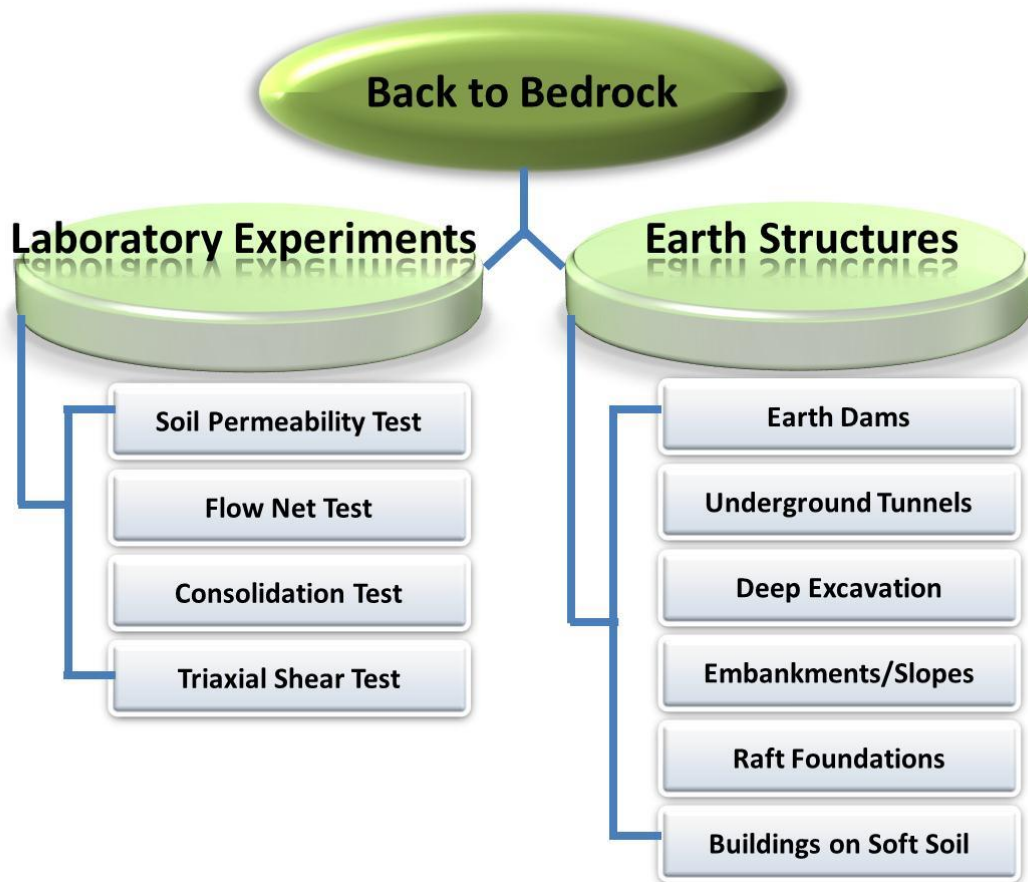 Back to Bedrock
Laboratory Experiments
Soil Permeability Test
Flow Net Test
Consolidation Test
Triaxial Shear Test
Earth Structures
Earth Dams
Underground Tunnels
Deep Excavation
Embankments/Slopes
Raft Foundations
Buildings on Soft Soil